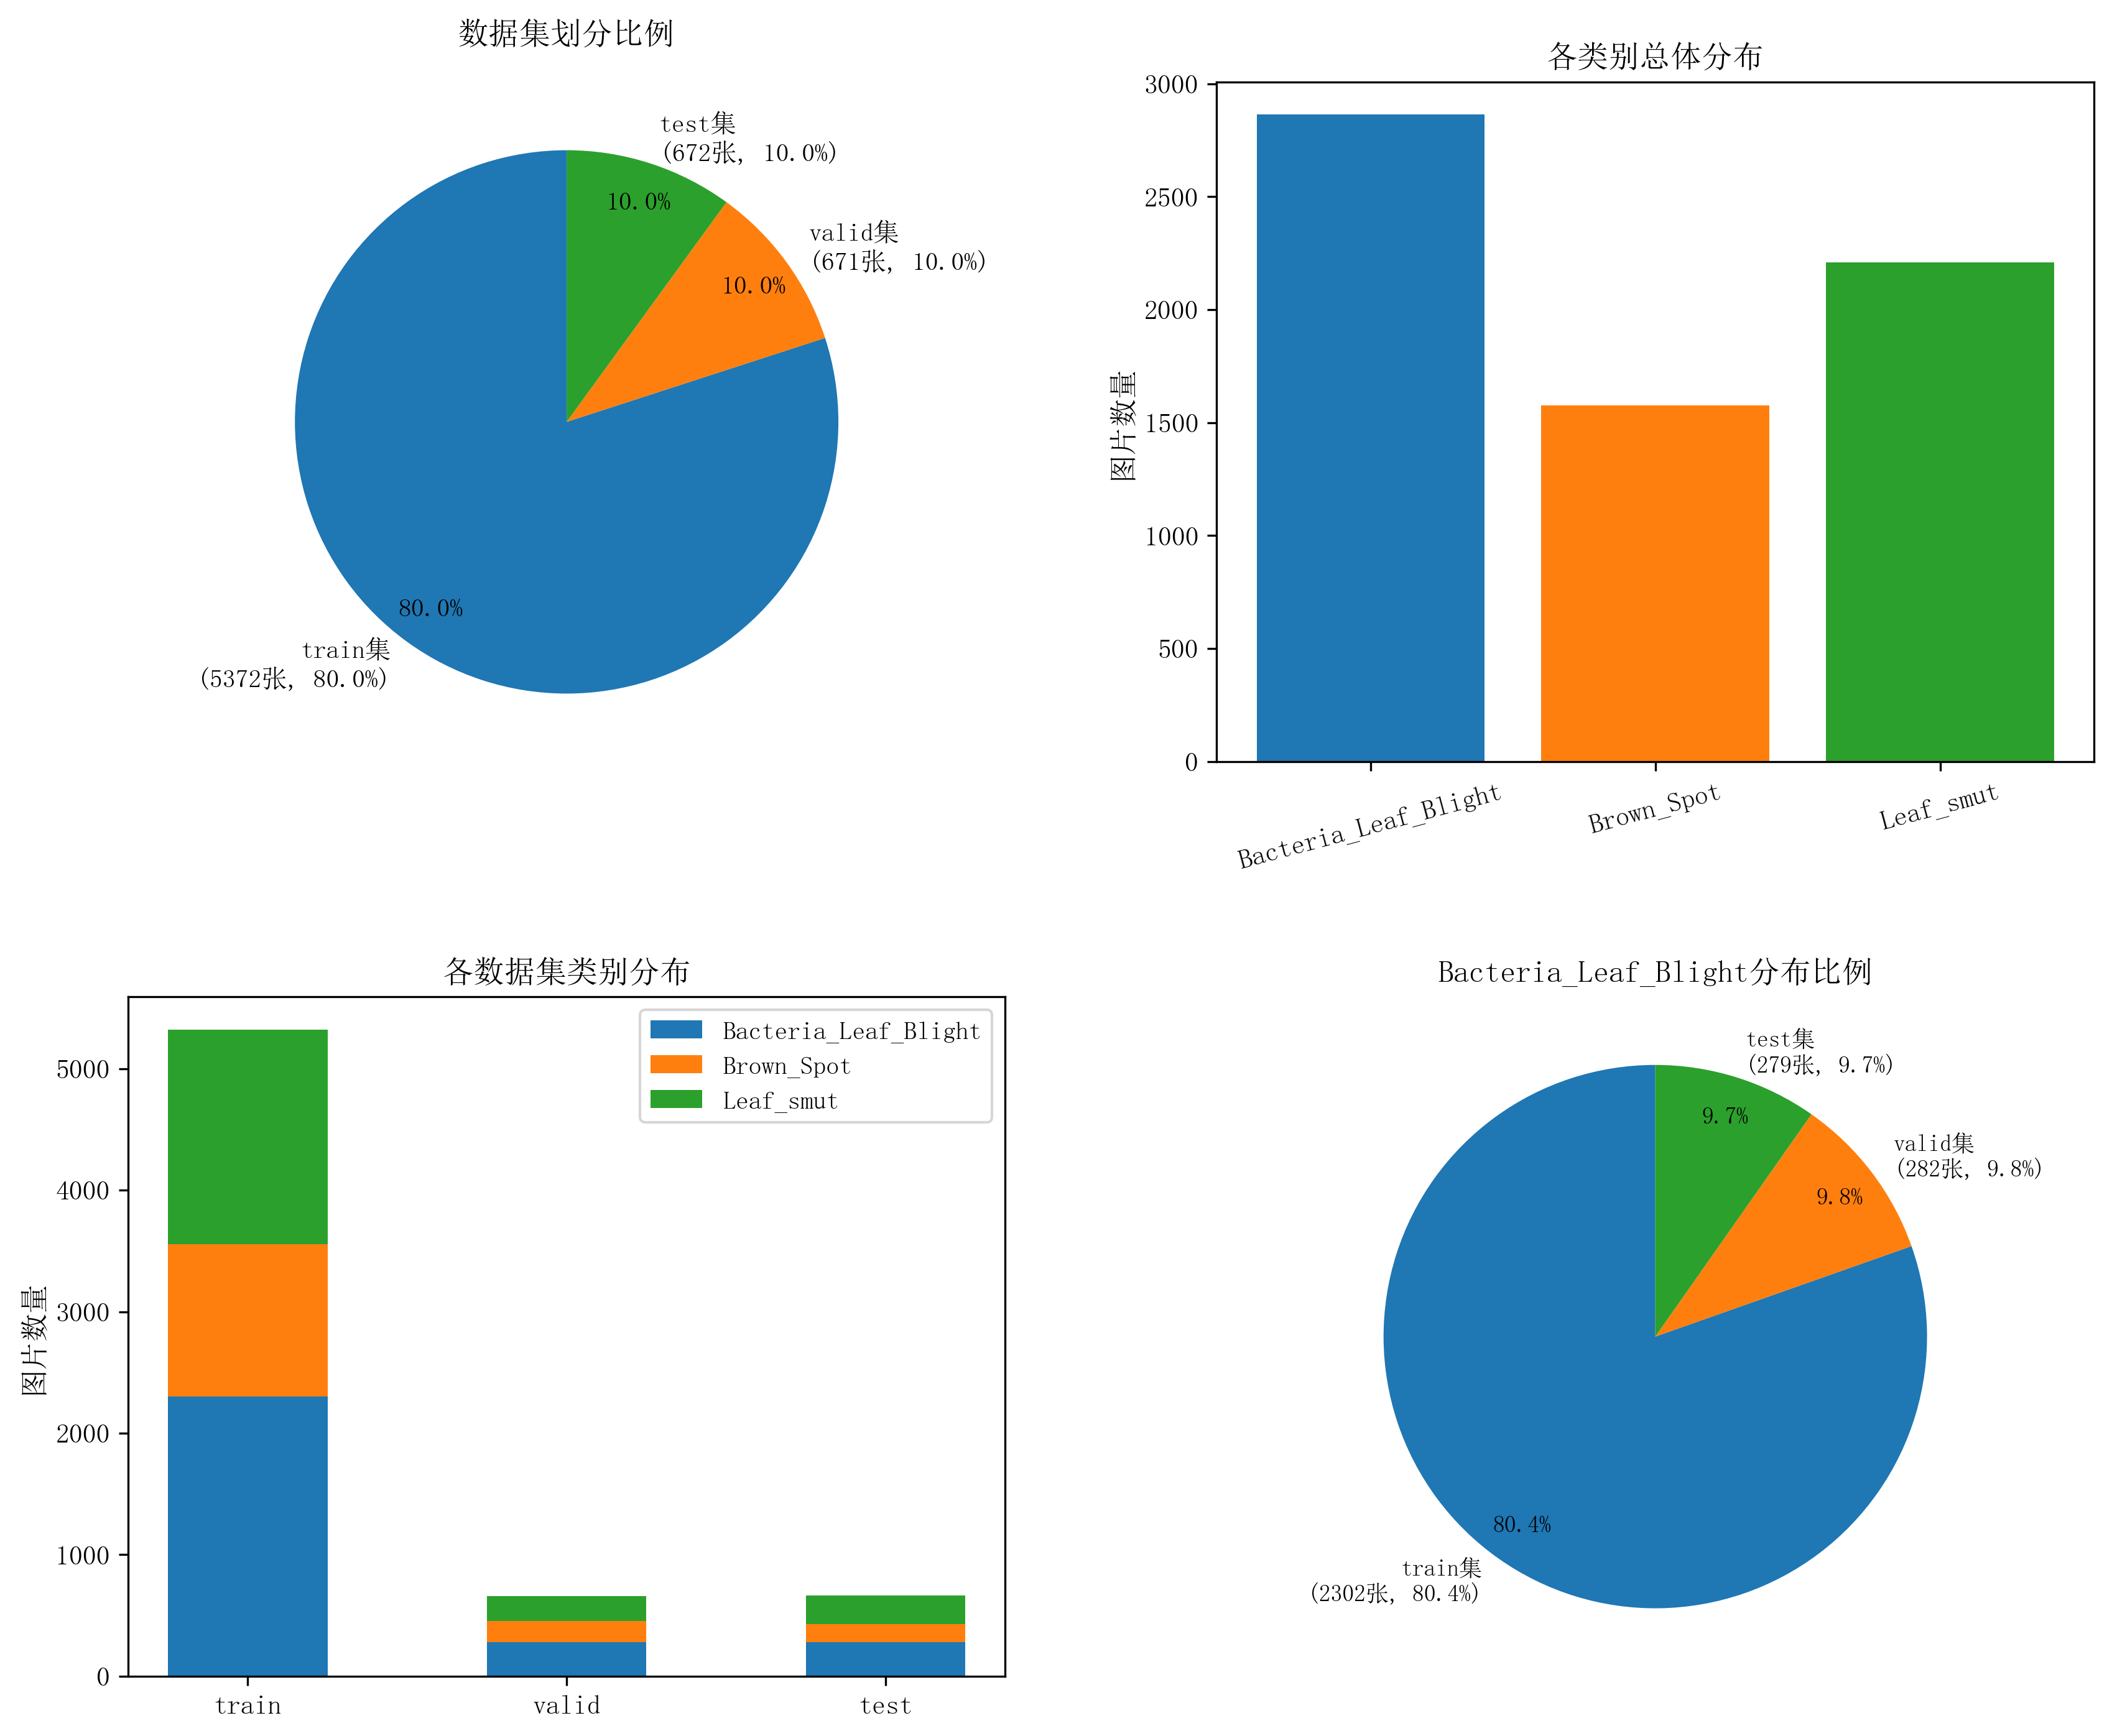 数据集划分比例
test集
(672张, 10.0%)
10.0%
valid集
(671张, 10.0%)
10.0%
80.0%
train集
(5372张, 80.0%)
各类别总体分布
3000
2500
2000
1500
1000
500
0
图片数量
Bacteria_Leaf_Blight
Brown_Spot
Leaf_smut
各数据集类别分布
5000
4000
3000
2000
1000
0
图片数量
Bacteria_Leaf_Blight
Brown_Spot
Leaf_smut
train
valid
test
Bacteria_Leaf_Blight分布比例
test集
(279张, 9.7%)
9.7%
valid集
(282张, 9.8%)
9.8%
80.4%
train集
(2302张, 80.4%)